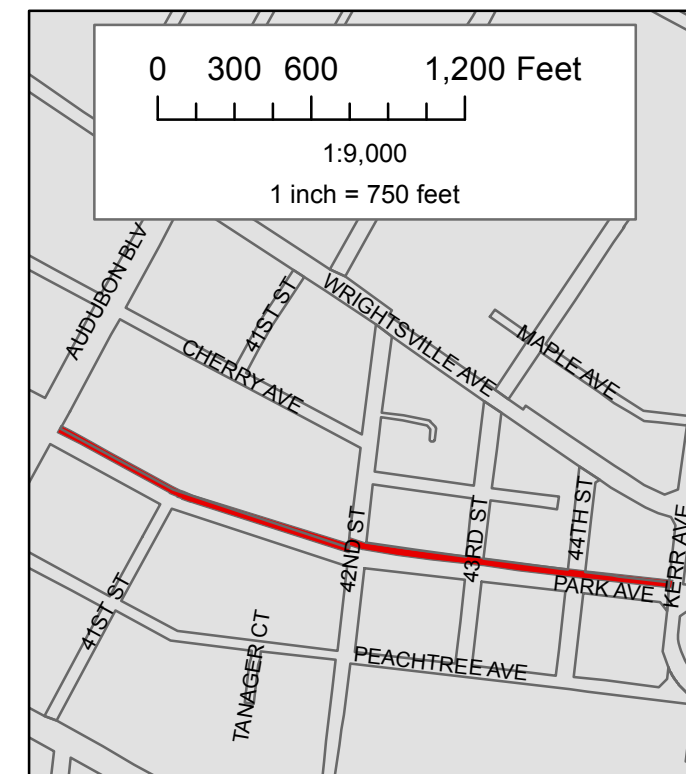 0 300 600 1,200 Feet
1:9,000
1 inch = 750 feet
AUDUBON BLV
41ST ST
WRIGHTSVILLE AVE
MAPLE AVE
CHERRY AVE
42ND ST
43RD ST
44TH ST
KERR AVE
PARK AVE
41ST ST
TANAGER CT
PEACHTREE AVE